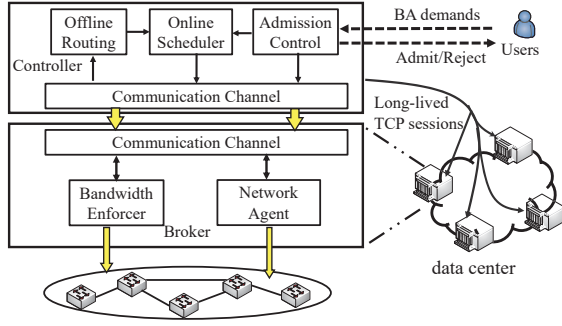 Offline
Routing
Online
Scheduler
Admission
Control
BA demands
Admit/Reject
Users
Controller
Communication Channel
Long-lived
TCP sessions
Communication Channel
Bandwidth
Enforcer
Network
Agent
Broker
data center